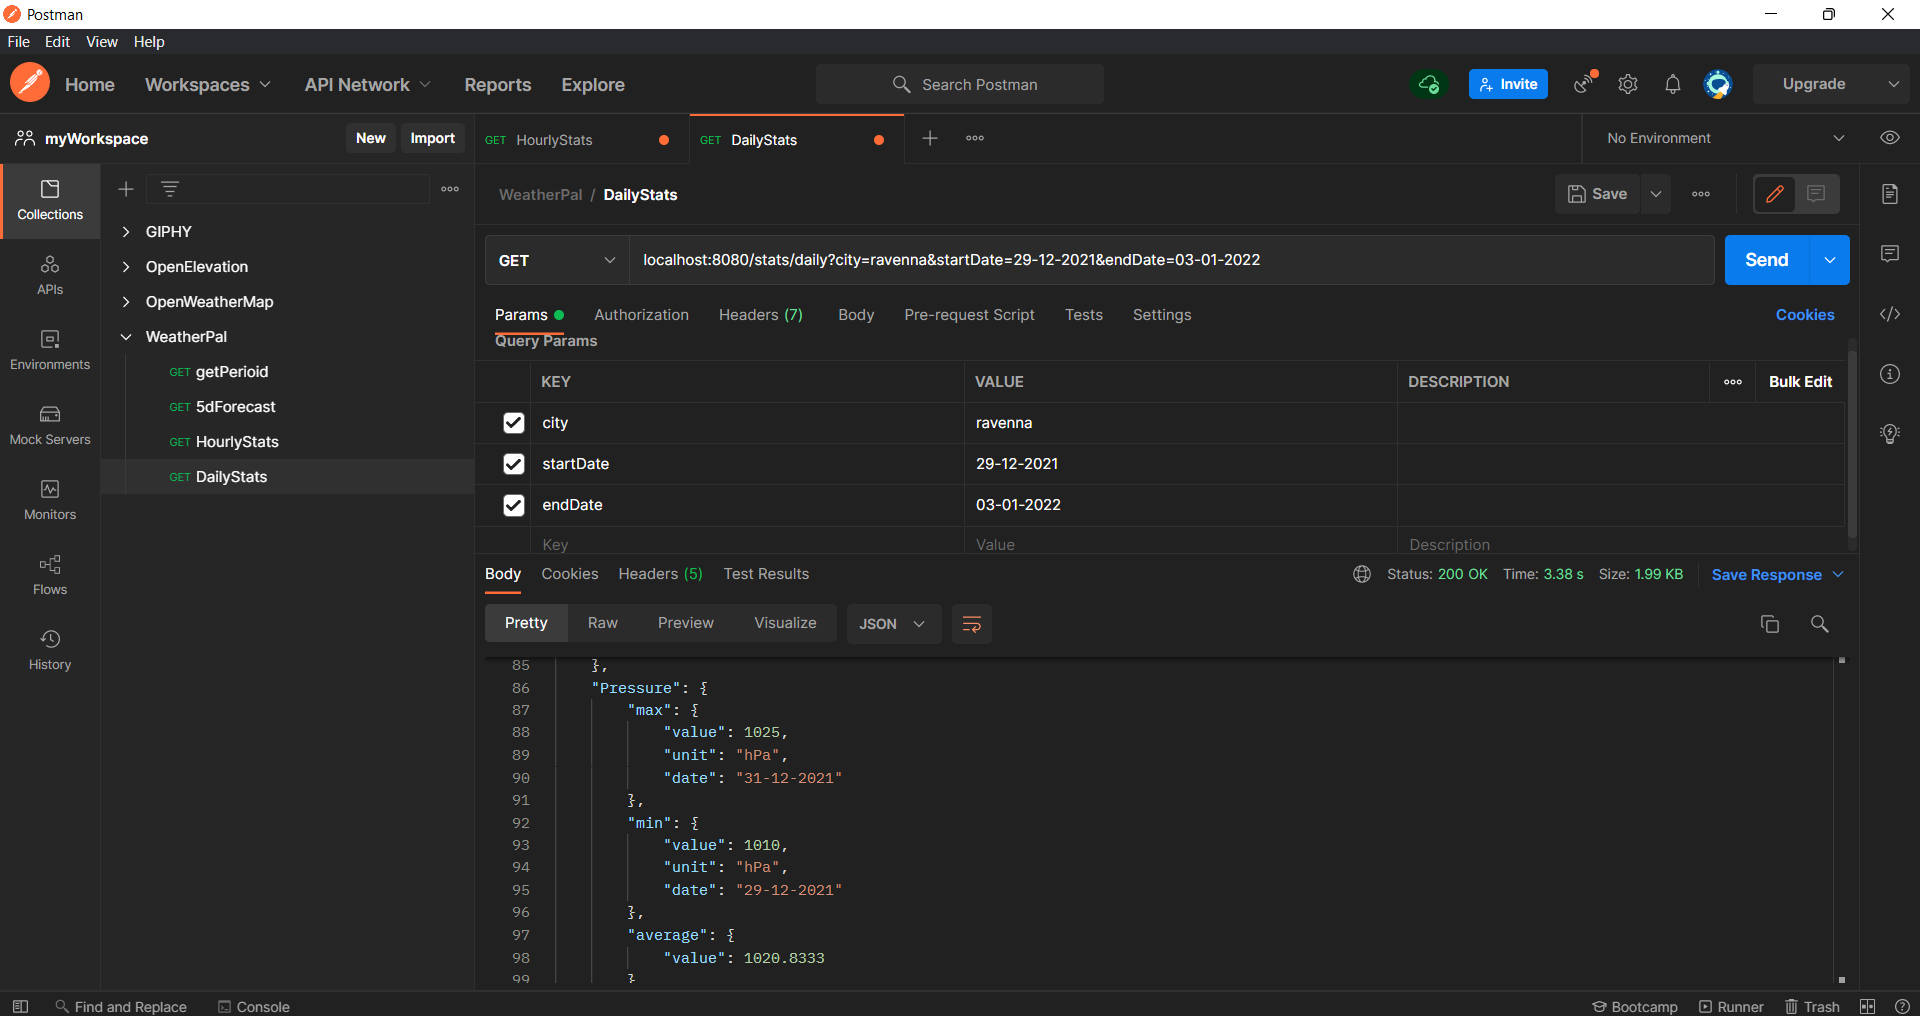 Postman
File Edit View Help
Home Workspaces API Network Reports Explore Search Postman Invite Upgrade
myWorkspace New Import GET HourlyStats GET DailyStats No Environment
WeatherPal / DailyStats Save
Collections
APIs
Environments
Mock Servers
Monitors
Flows
History
GIPHY
OpenElevation
OpenWeatherMap
WeatherPal
GET getPerioid
GET 5dForecast
GET HourlyStats
GET DailyStats
GET localhost:8080/stats/daily?city=ravenna&startDate=29-12-2021&endDate=03-01-2022 Send
Params Authorization Headers (7) Body Pre-request Script Tests Settings Cookies
Query Params
KEY VALUE DESCRIPTION Bulk Edit
city ravenna
startDate 29-12-2021
endDate 03-01-2022
Key Value Description
Body Cookies Headers (5) Test Results Status: 200 OK Time: 3.38 s Size: 1.99 KB Save Response
Pretty Raw Preview Visualize JSON
85 },
86 "Pressure": {
87 "max": {
88 "value": 1025,
89 "unit": "hPa",
90 "date": "31-12-2021"
91 },
92 "min": {
93 "value": 1010,
94 "unit": "hPa",
95 "date": "29-12-2021"
96 },
97 "average": {
98 "value": 1020.8333
99 }
Find and Replace Console Bootcamp Runner Trash